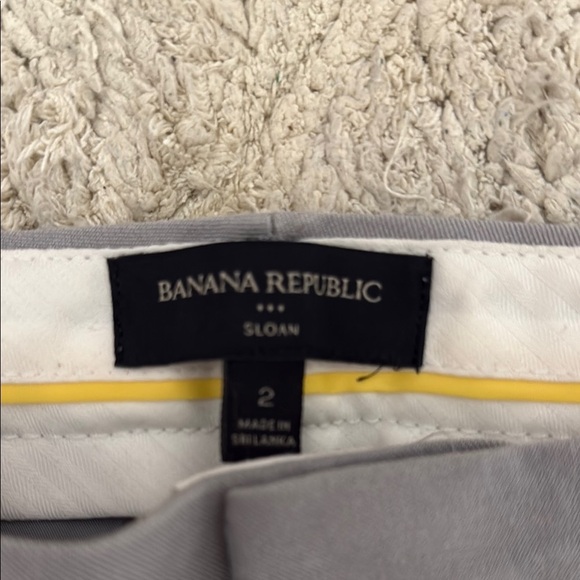 BANANA REPUBLIC
SLOAN
2
MADE IN
SRI LANKA